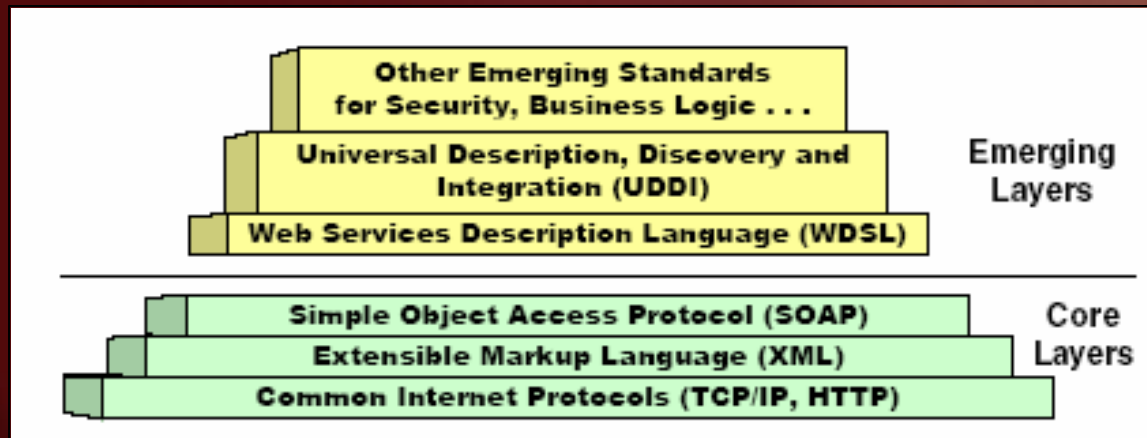 Other Emerging Standards
for Security, Business Logic . . .
Universal Description, Discovery and
Integration (UDDI)
Emerging
Layers
Web Services Description Language (WDSL)
Simple Object Access Protocol (SOAP)
Core
Layers
Extensible Markup Language (XML)
Common Internet Protocols (TCP/IP, HTTP)